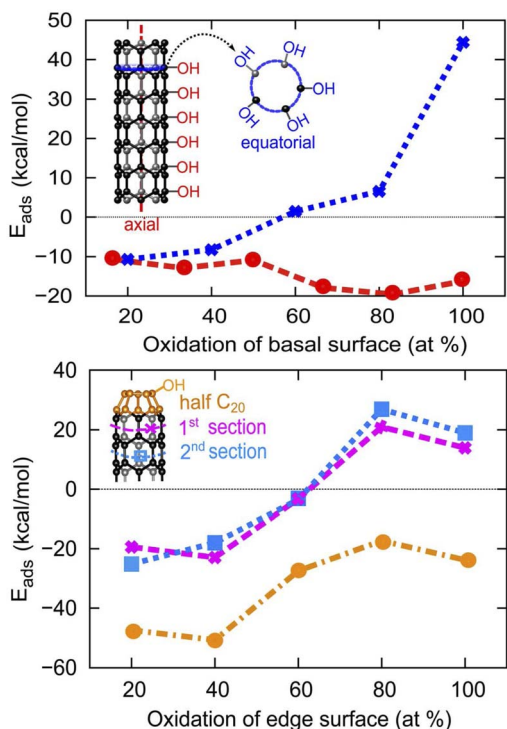 50
40
30
20
10
0
−10
−20
E_ads (kcal/mol)
OH
OH
OH
OH
OH
OH
axial
OH
OH
OH
OH
OH
equatorial
20 40 60 80 100
Oxidation of basal surface (at %)
40
20
0
−20
−40
−60
E_ads (kcal/mol)
OH
half C₂₀
1ˢᵗ section
2ⁿᵈ section
20 40 60 80 100
Oxidation of edge surface (at %)